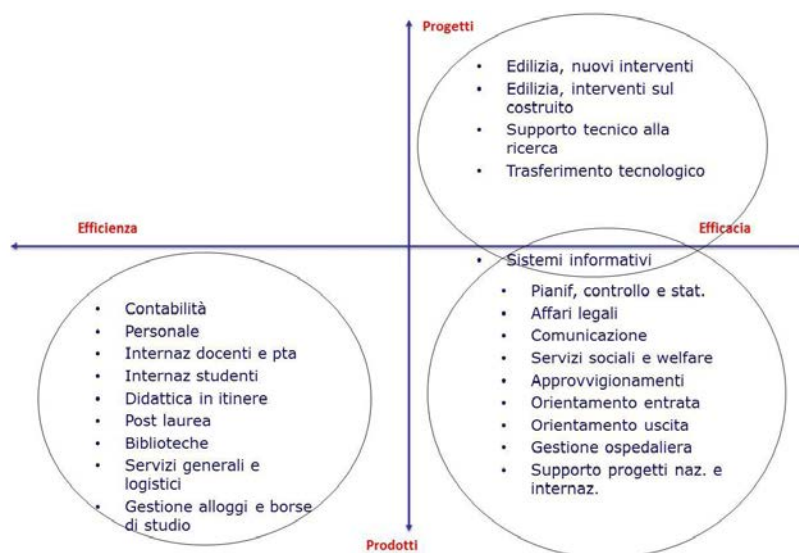 Progetti
• Edilizia, nuovi interventi
• Edilizia, interventi sul
costruito
• Supporto tecnico alla
ricerca
• Trasferimento tecnologico
Efficienza
Efficacia
• Sistemi informativi
• Pianif, controllo e stat.
• Affari legali
• Comunicazione
• Servizi sociali e welfare
• Approvvigionamenti
• Orientamento entrata
• Orientamento uscita
• Gestione ospedaliera
• Supporto progetti naz. e
internaz.
• Contabilità
• Personale
• Internaz docenti e pta
• Internaz studenti
• Didattica in itinere
• Post laurea
• Biblioteche
• Servizi generali e
logistici
• Gestione alloggi e borse
di studio
Prodotti